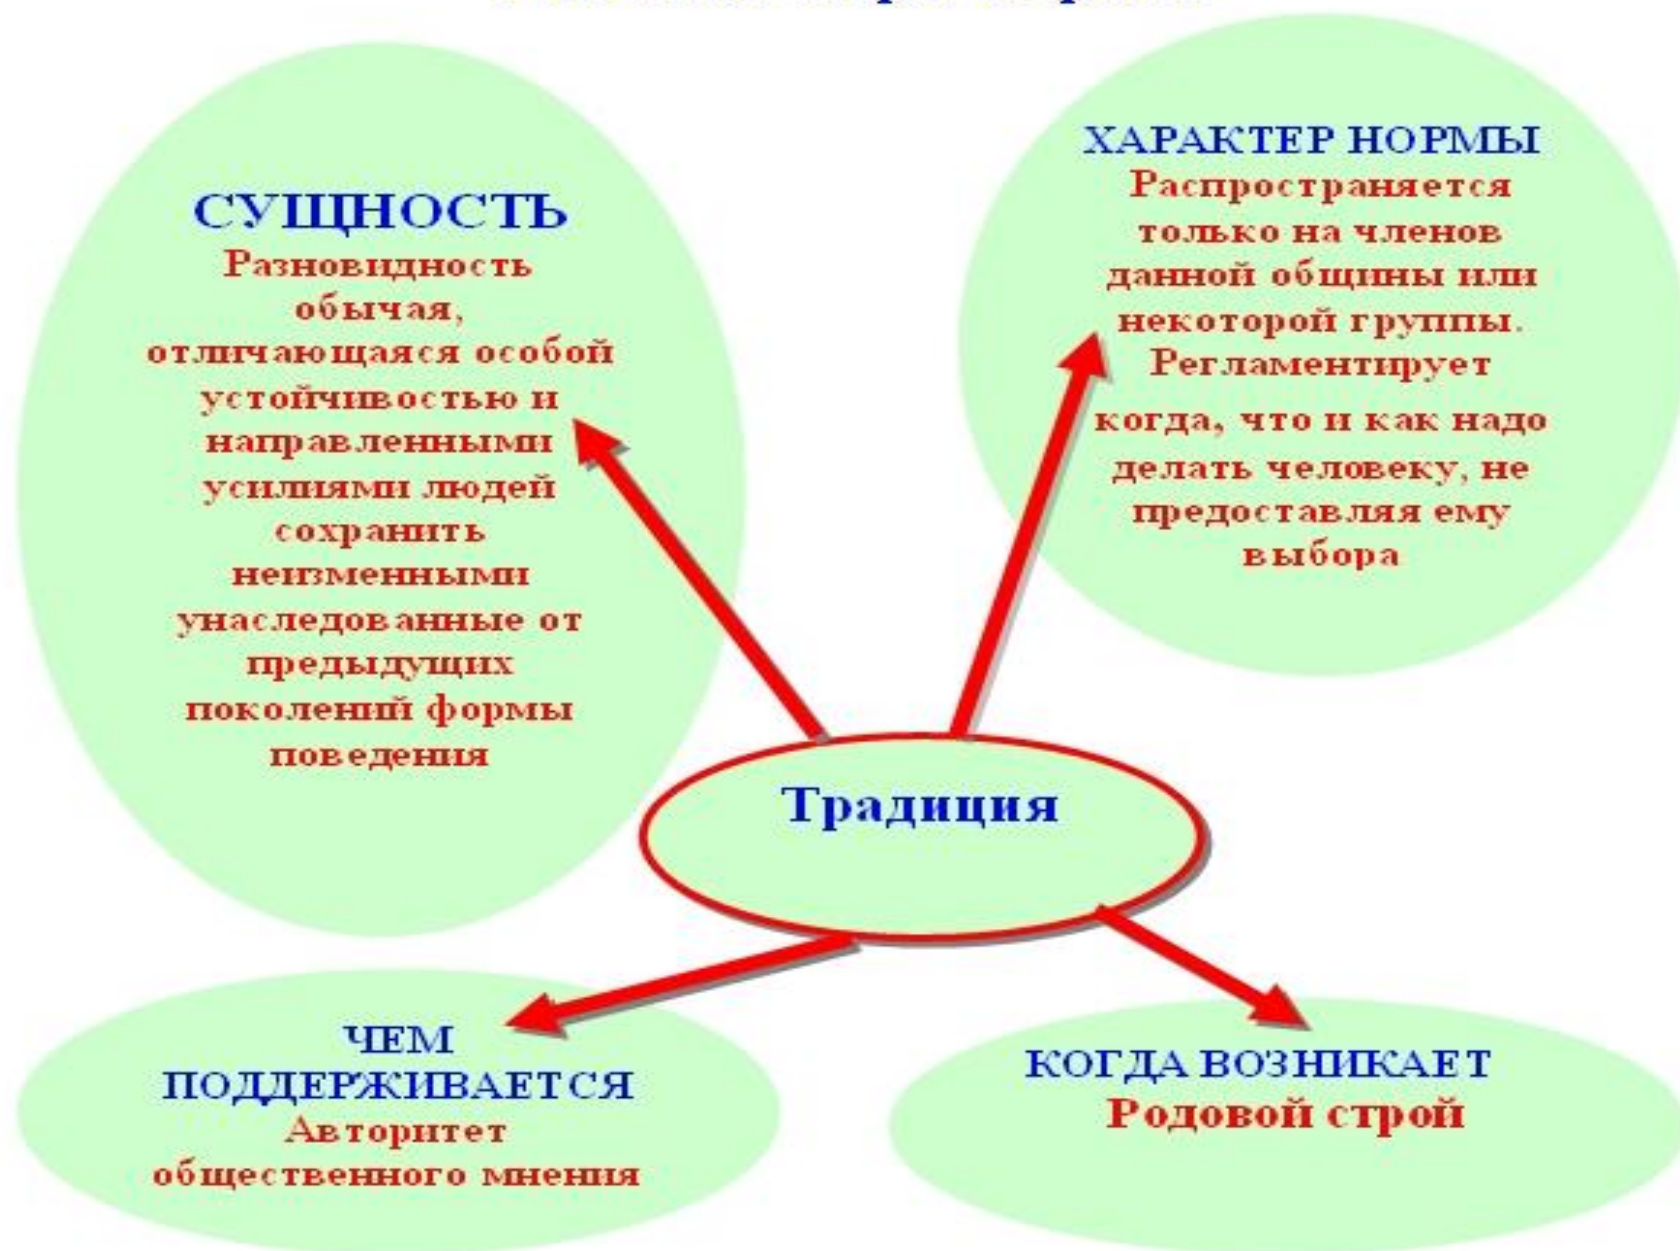 СУЩНОСТЬ
Разновидность
обычая,
отличающаяся особой
устойчивостью и
направленными
усилиями людей
сохранить
неизменными
унаследованные от
предыдущих
поколений формы
поведения
ХАРАКТЕР НОРМЫ
Распространяется
только на членов
данной общины или
некоторой группы.
Регламентирует
когда, что и как надо
делать человеку, не
предоставляя ему
выбора
Традиция
ЧЕМ
ПОДДЕРЖИВАЕТСЯ
Авторитет
общественного мнения
КОГДА ВОЗНИКАЕТ
Родовой строй